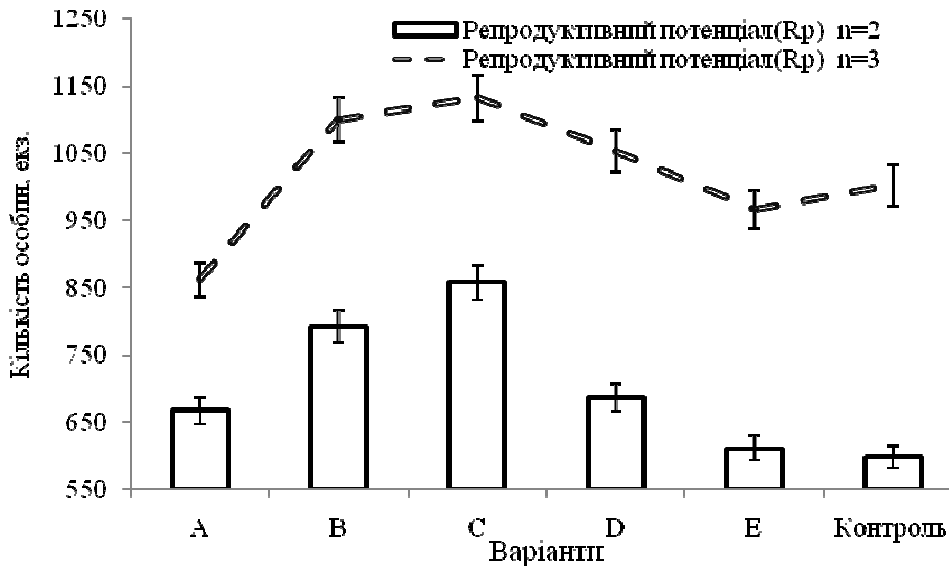 1250
1150
1050
950
850
750
650
550
Кількість особин. екз.
Репродуктивний потенціал(Rp) n=2
Репродуктивний потенціал(Rp) n=3
A B C D E Контроль
Варіанти